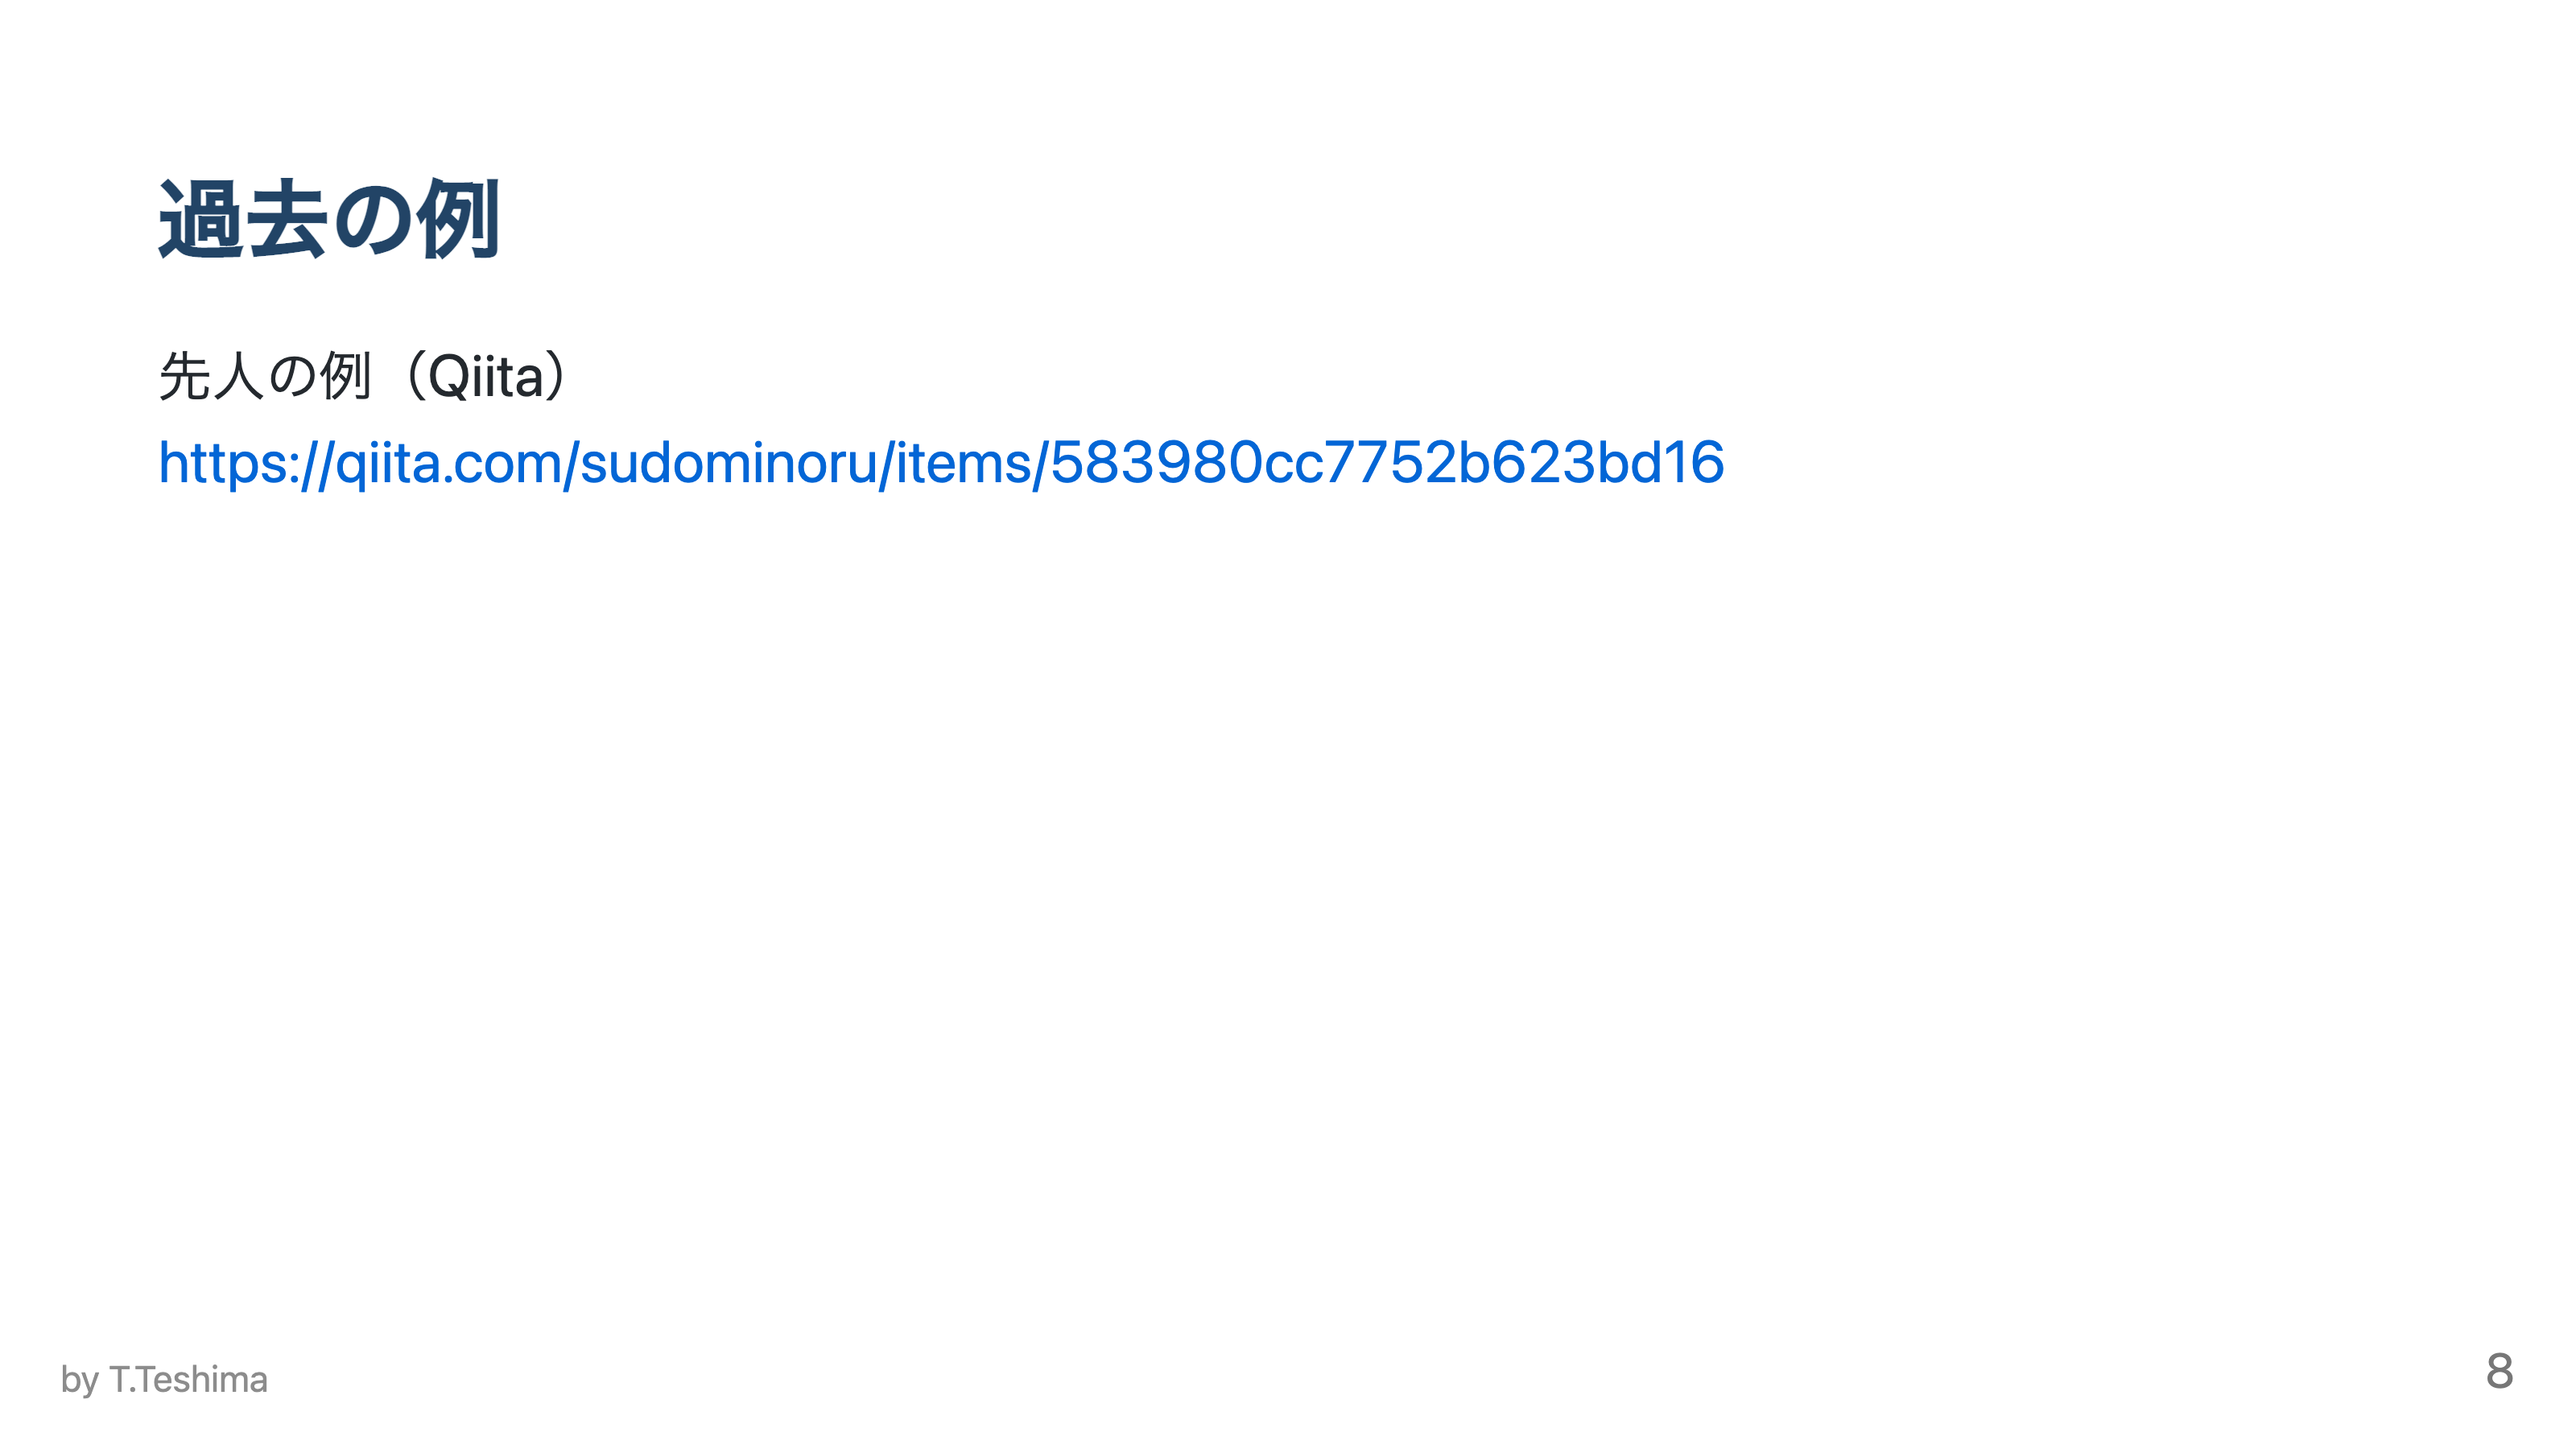 過去の例
先人の例（Qiita）
https://qiita.com/sudominoru/items/583980cc7752b623bd16
by T.Teshima
8